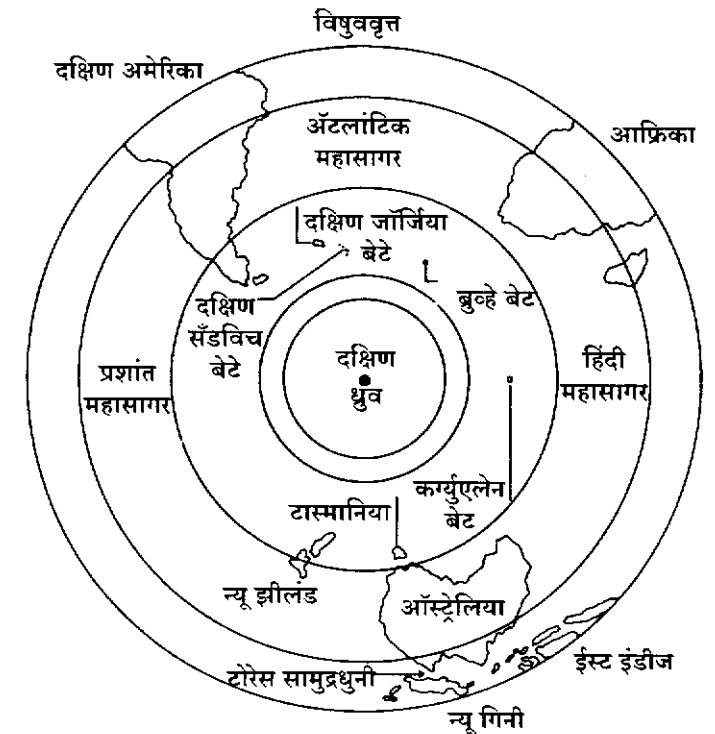 विषुववृत्त
दक्षिण अमेरिका
ॲटलांटिक
महासागर
आफ्रिका
दक्षिण जॉर्जिया
बेटे
ब्रुव्हे बेट
दक्षिण
सँडविच
बेटे
दक्षिण
ध्रुव
प्रशांत
महासागर
हिंदी
महासागर
कर्ग्युएलेन
बेट
टास्मानिया
न्यू झीलंड
ऑस्ट्रेलिया
टोरेस सामुद्रधुनी
ईस्ट इंडीज
न्यू गिनी